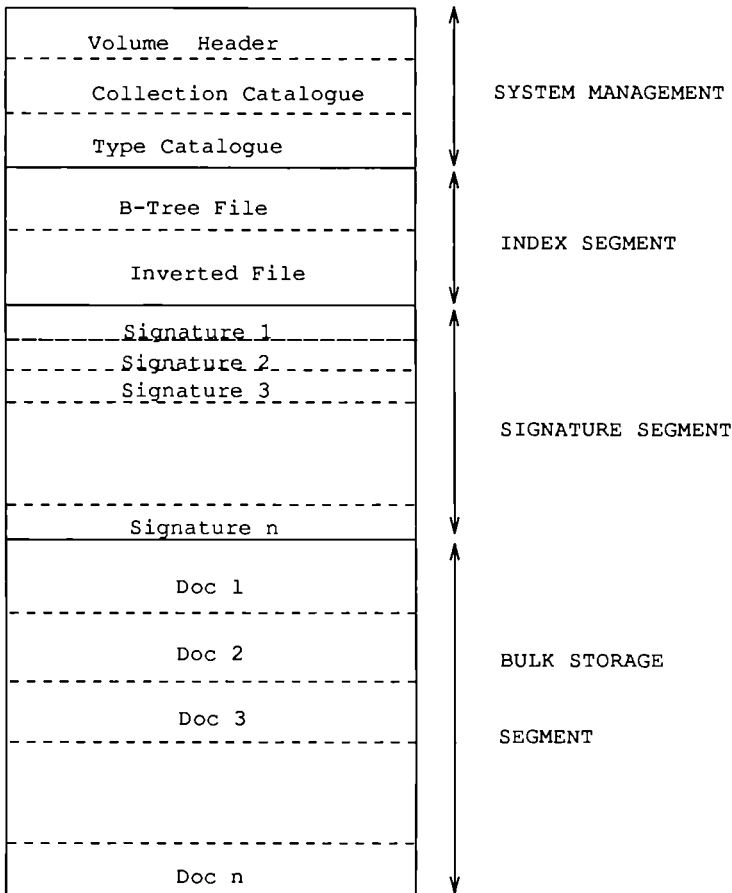 Volume Header
Collection Catalogue
SYSTEM MANAGEMENT
Type Catalogue
B-Tree File
INDEX SEGMENT
Inverted File
Signature 1
Signature 2
Signature 3
SIGNATURE SEGMENT
Signature n
Doc 1
Doc 2
BULK STORAGE
Doc 3
SEGMENT
Doc n